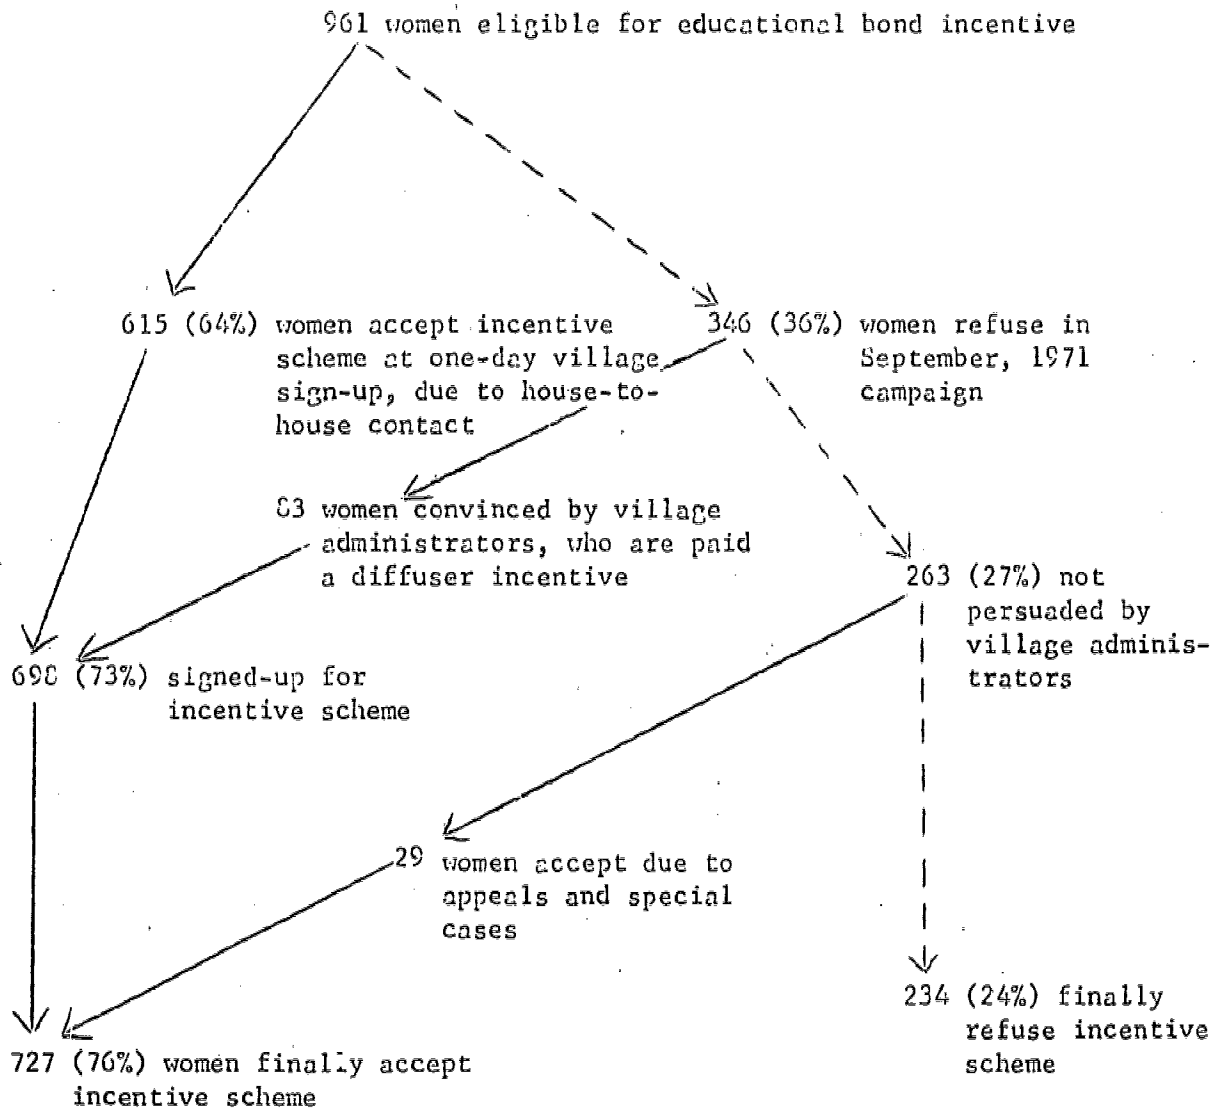 961 women eligible for educational bond incentive
615 (64%) women accept incentive
scheme at one-day village
sign-up, due to house-to-
house contact
346 (36%) women refuse in
September, 1971
campaign
83 women convinced by village
administrators, who are paid
a diffuser incentive
263 (27%) not
persuaded by
village adminis-
trators
698 (73%) signed-up for
incentive scheme
29 women accept due to
appeals and special
cases
234 (24%) finally
refuse incentive
scheme
727 (76%) women finally accept
incentive scheme